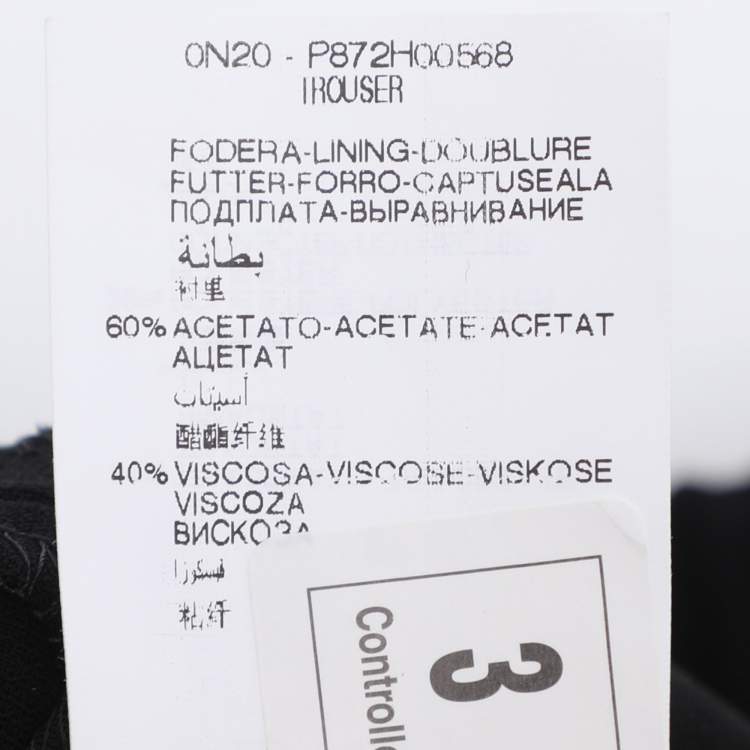 0N20 - P872H00568
TROUSER
FODERA-LINING-DOUBLURE
FUTTER-FORRO-CAPTUSEALA
ПОДПЛАТА-ВЫРАВНИВАНИЕ
بطانة
衬里
60% ACETATO-ACETATE-ACETAT
АЦЕТАТ
أسيتات
醋酯纤维
40% VISCOSA-VISCOSE-VISKOSE
VISCOZA
ВИСКОЗА
فسكوزا
粘纤
3
Controlle